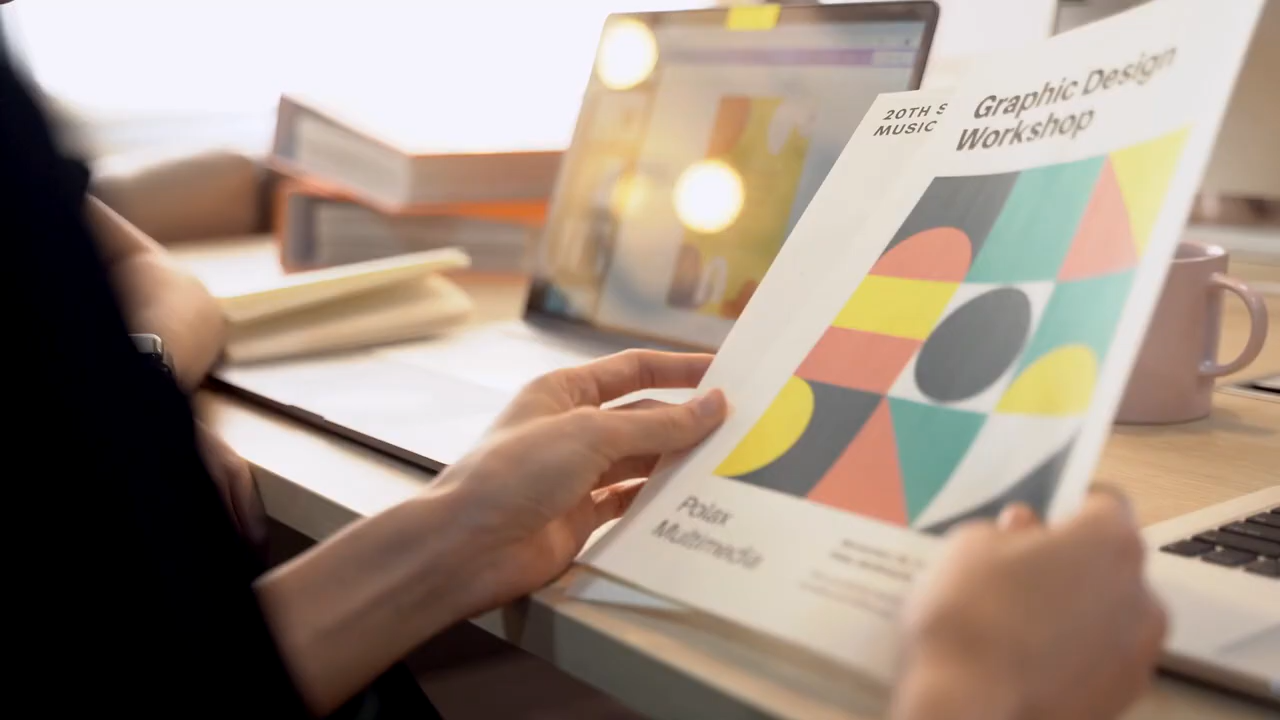 20TH S
MUSIC
Graphic Design
Workshop
Polax
Multimedia